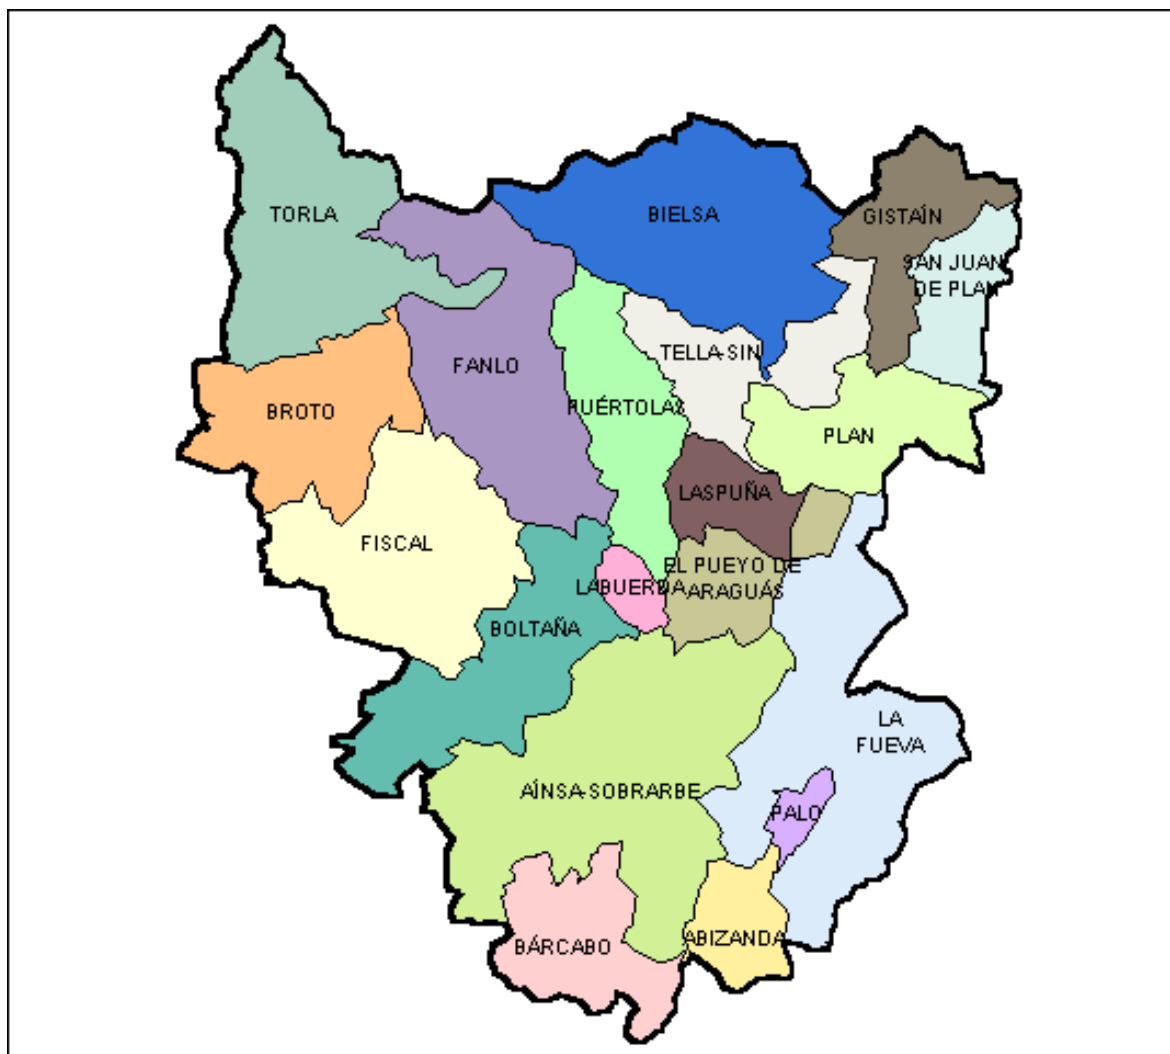 TORLA
BIELSA
GISTAÍN
SAN JUAN
DE PLAN
TELLA-SIN
FANLO
BROTO
PUÉRTOLAS
PLAN
LASPUÑA
FISCAL
EL PUEYO DE
ARAGUÁS
LABUERDA
BOLTAÑA
LA
FUEVA
AÍNSA-SOBRARBE
PALO
ABIZANDA
BÁRCABO